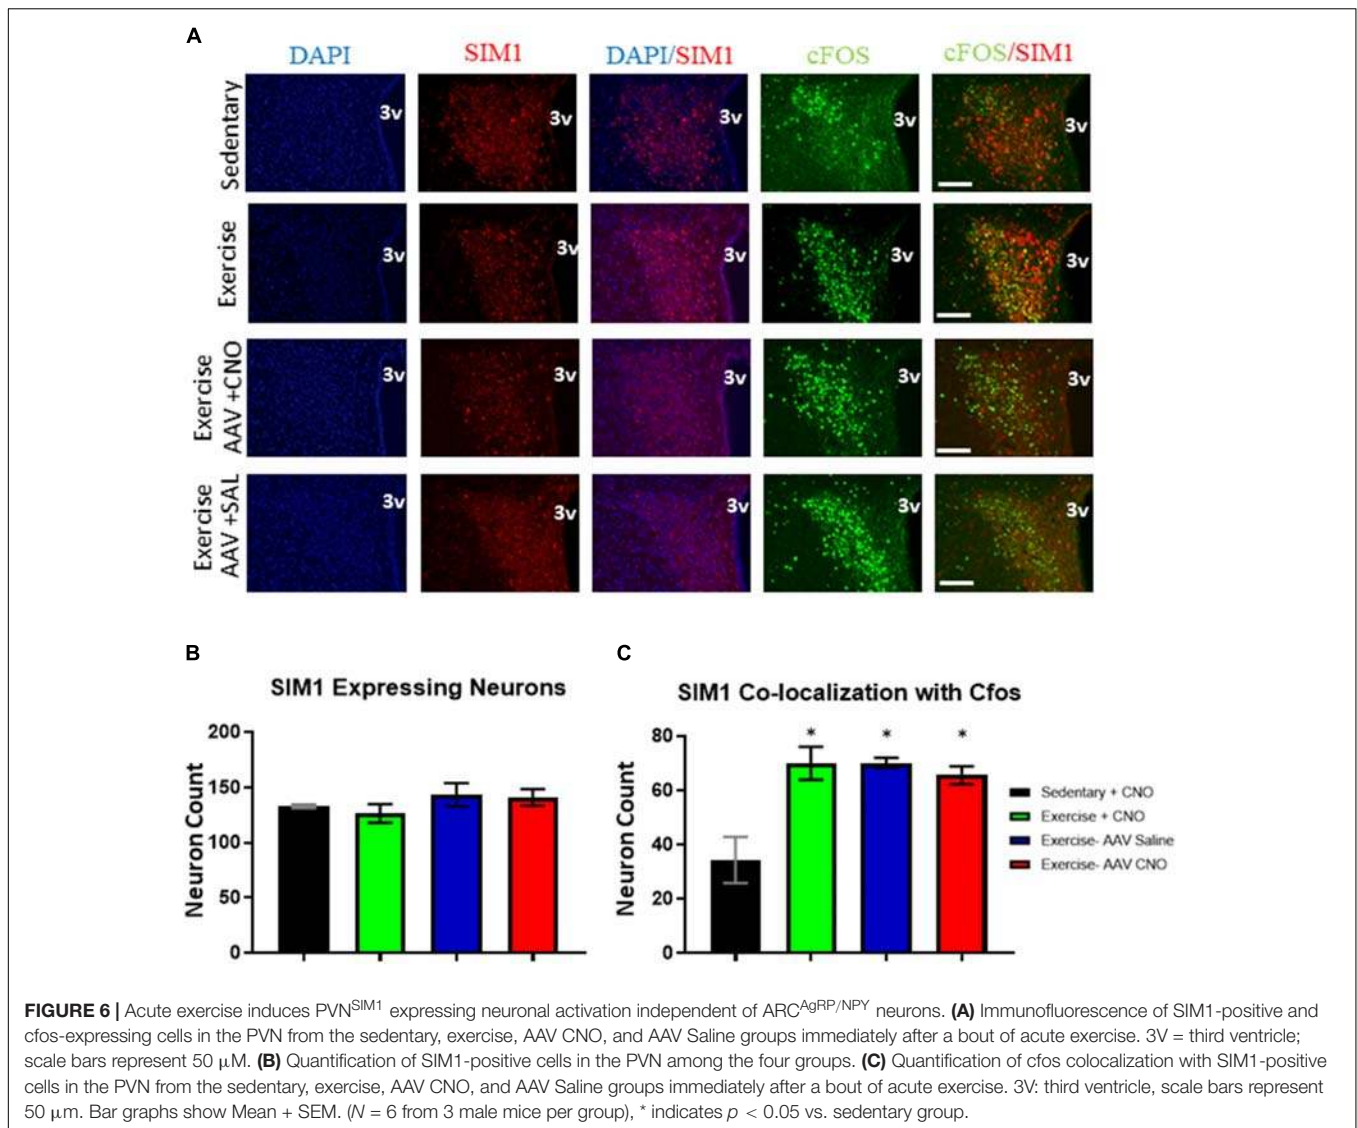 A
DAPI SIM1 DAPI/SIM1 cFOS cFOS/SIM1
Sedentary
3v 3v 3v 3v 3v
Exercise
3v 3v 3v 3v 3v
Exercise
AAV +CNO
3v 3v 3v 3v 3v
Exercise
AAV +SAL
3v 3v 3v 3v 3v
B
SIM1 Expressing Neurons
Neuron Count
200
150
100
50
0
C
SIM1 Co-localization with Cfos
Neuron Count
80
60
40
20
0
* * *
Sedentary + CNO
Exercise + CNO
Exercise- AAV Saline
Exercise- AAV CNO
FIGURE 6 | Acute exercise induces PVN^SIM1 expressing neuronal activation independent of ARC^AgRP/NPY neurons. (A) Immunofluorescence of SIM1-positive and
cfos-expressing cells in the PVN from the sedentary, exercise, AAV CNO, and AAV Saline groups immediately after a bout of acute exercise. 3V = third ventricle;
scale bars represent 50 μM. (B) Quantification of SIM1-positive cells in the PVN among the four groups. (C) Quantification of cfos colocalization with SIM1-positive
cells in the PVN from the sedentary, exercise, AAV CNO, and AAV Saline groups immediately after a bout of acute exercise. 3V: third ventricle, scale bars represent
50 μm. Bar graphs show Mean + SEM. (N = 6 from 3 male mice per group), * indicates p < 0.05 vs. sedentary group.